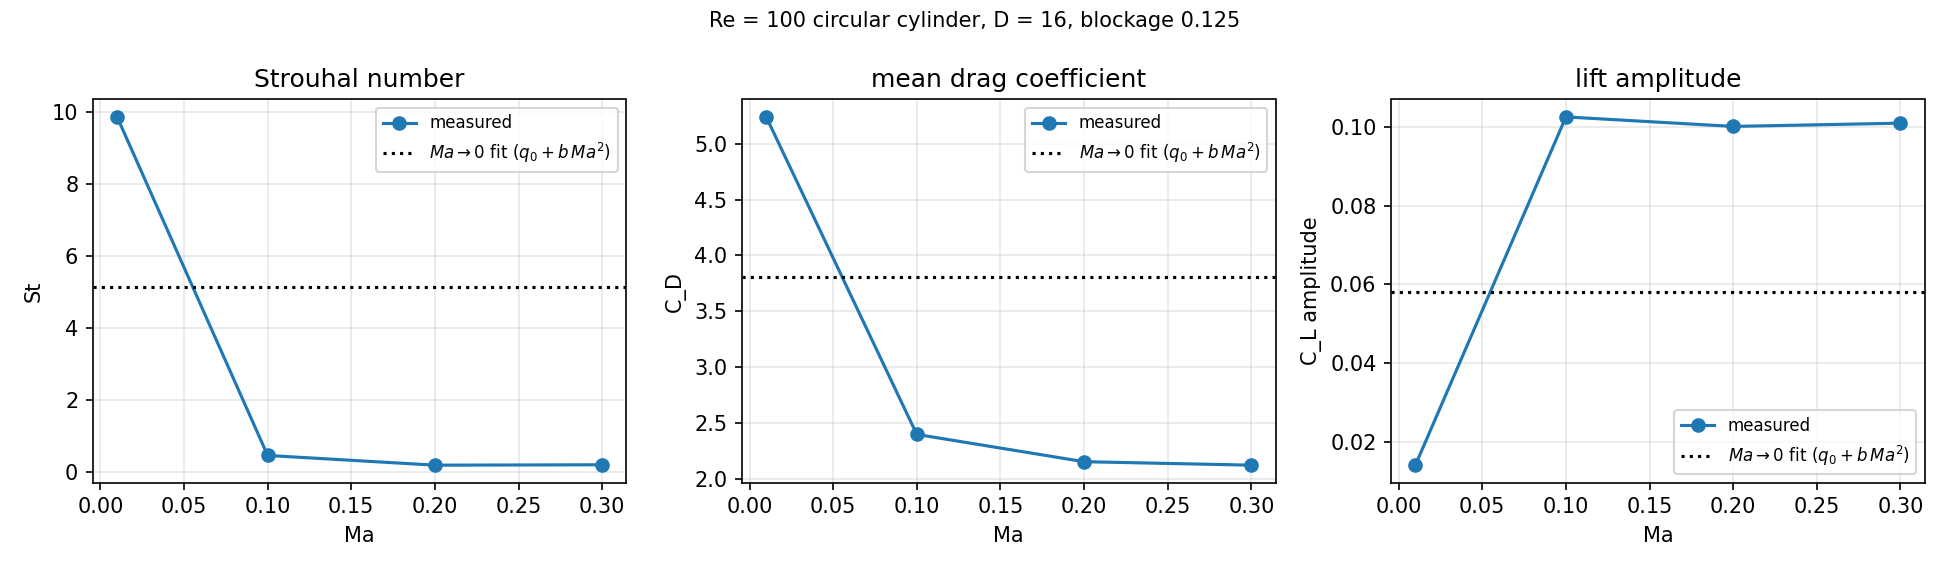 Re = 100 circular cylinder, D = 16, blockage 0.125
Strouhal number
10
8
6
4
2
0
St
0.00 0.05 0.10 0.15 0.20 0.25 0.30
Ma
measured
Ma→0 fit (q₀ + b Ma²)
mean drag coefficient
5.0
4.5
4.0
3.5
3.0
2.5
2.0
C_D
0.00 0.05 0.10 0.15 0.20 0.25 0.30
Ma
measured
Ma→0 fit (q₀ + b Ma²)
lift amplitude
0.10
0.08
0.06
0.04
0.02
C_L amplitude
0.00 0.05 0.10 0.15 0.20 0.25 0.30
Ma
measured
Ma→0 fit (q₀ + b Ma²)